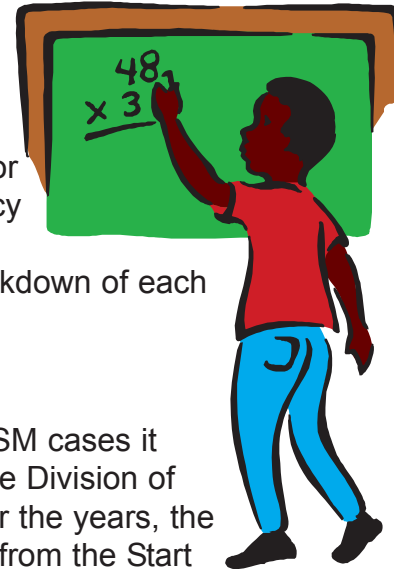 48
x 3
or
cy
kdown of each
SM cases it
e Division of
r the years, the
from the Start